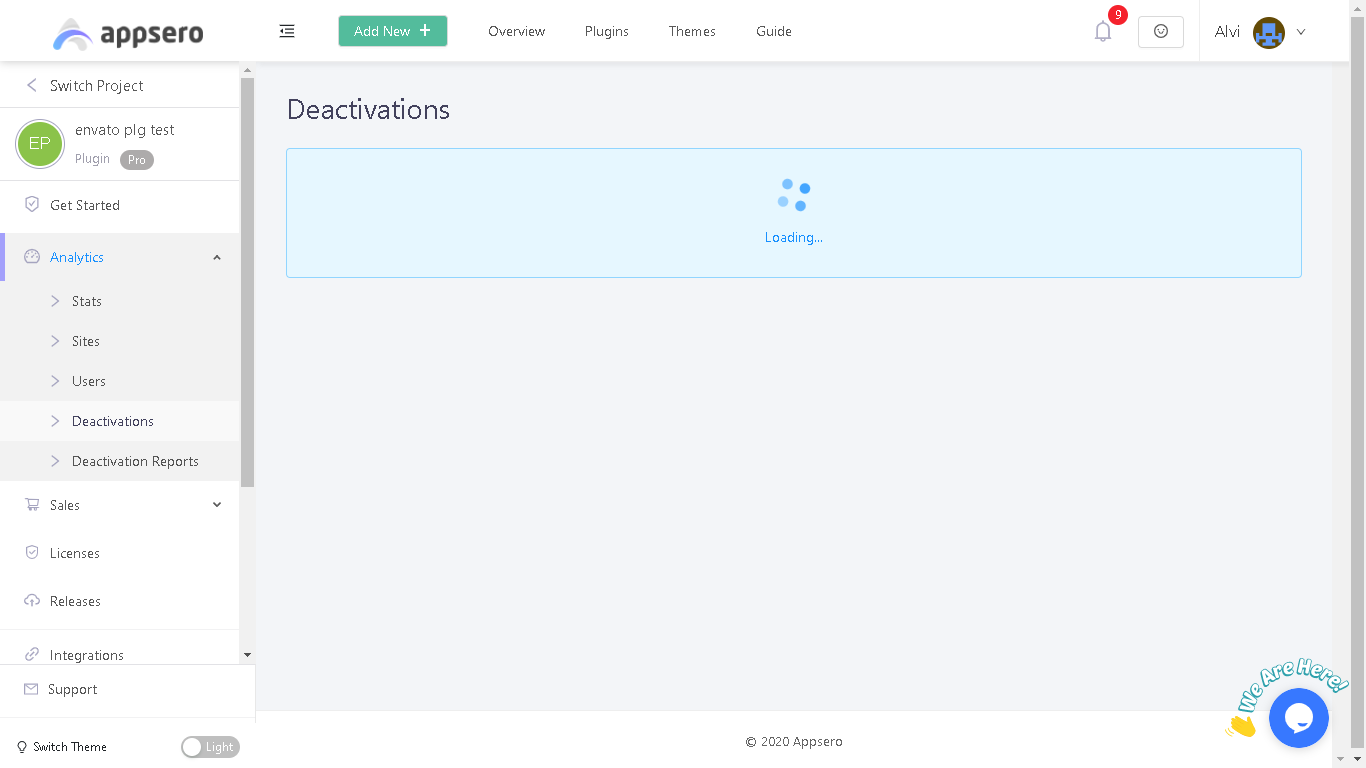 appsero
Add New +
Overview
Plugins
Themes
Guide
9
Alvi
Switch Project
EP
envato plg test
Plugin
Pro
Get Started
Analytics
Stats
Sites
Users
Deactivations
Deactivation Reports
Sales
Licenses
Releases
Integrations
Support
Switch Theme
Light
Deactivations
Loading...
We Are Here!
© 2020 Appsero